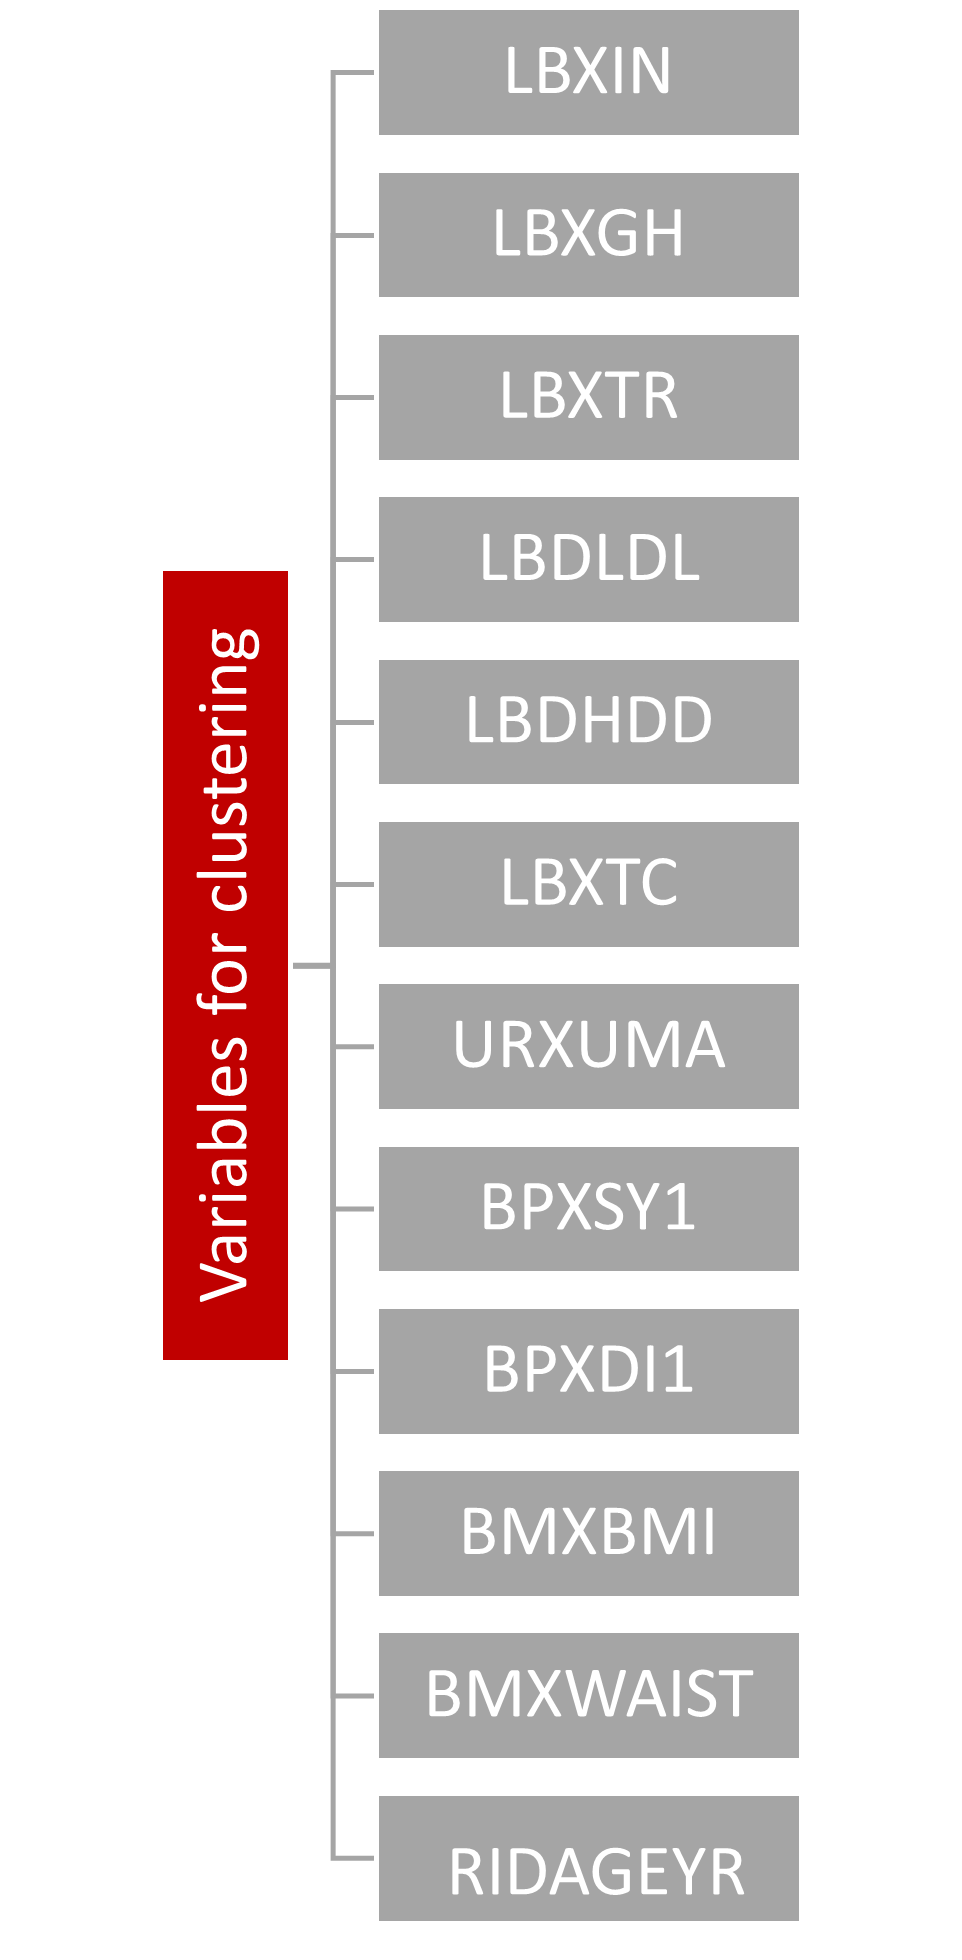 Variables for clustering
LBXIN
LBXGH
LBXTR
LBDLDL
LBDHDD
LBXTC
URXUMA
BPXSY1
BPXDI1
BMXBMI
BMXWAIST
RIDAGEYR